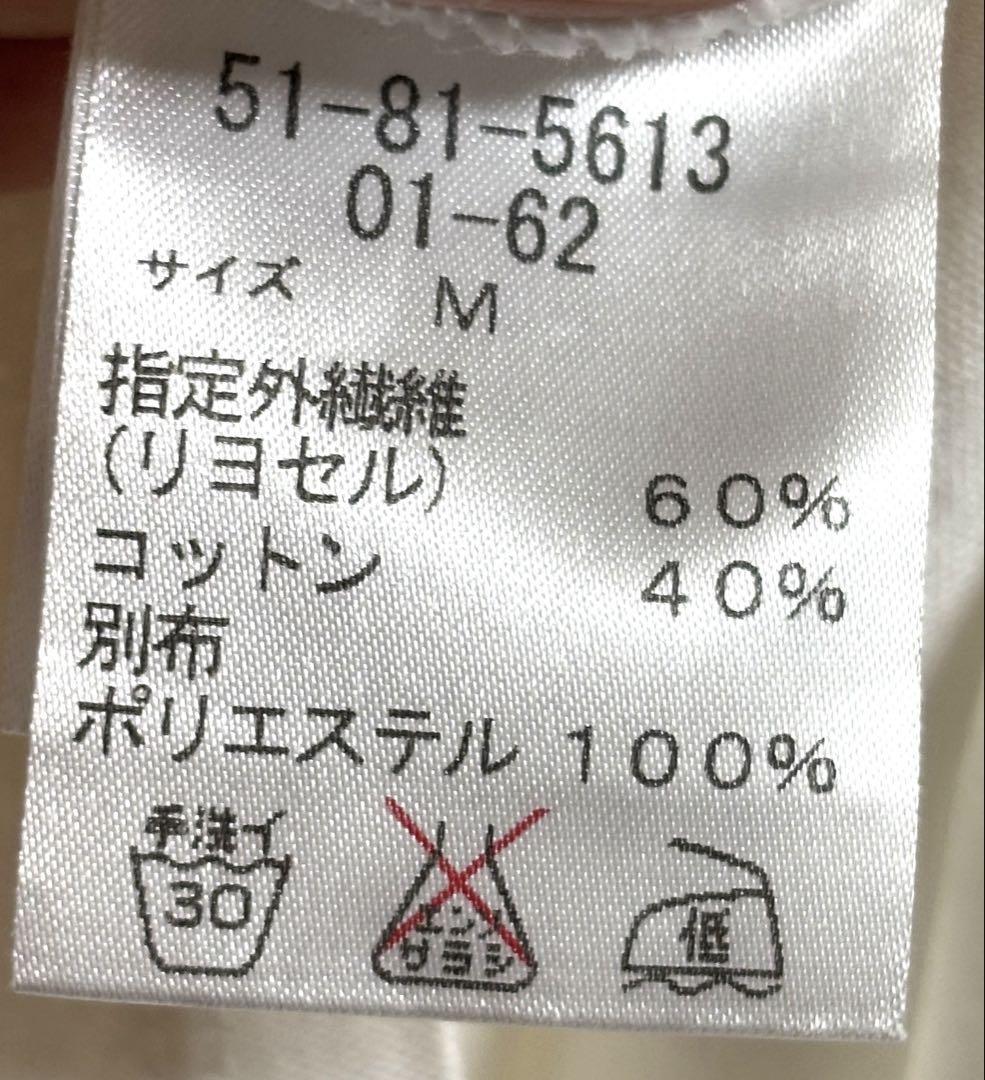 51-81-5613
01-62
サイズ M
指定外繊維
(リヨセル) 60%
コットン 40%
別布
ポリエステル 100%
手洗イ
30
エンソ
サラシ
低